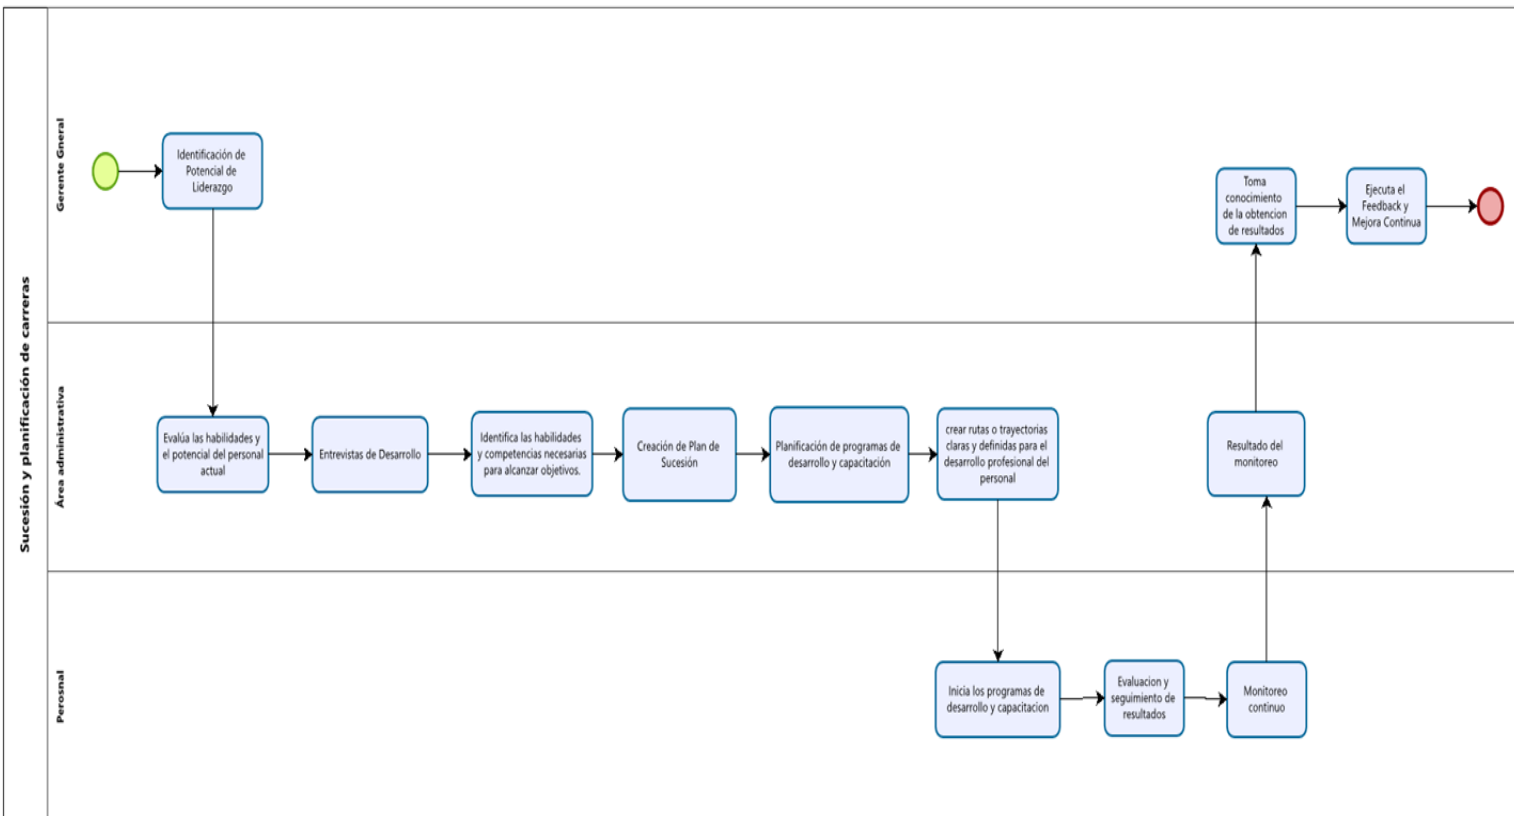 Sucesión y planificación de carreras
Gerente Gneral
Identificación de
Potencial de
Liderazgo
Toma
conocimiento
de la obtencion
de resultados
Ejecuta el
Feedback y
Mejora Continua
Área administrativa
Evalúa las habilidades y
el potencial del personal
actual
Entrevistas de Desarrollo
Identifica las habilidades
y competencias necesarias
para alcanzar objetivos.
Creación de Plan de
Sucesión
Planificación de programas de
desarrollo y capacitación
crear rutas o trayectorias
claras y definidas para el
desarrollo profesional del
personal
Resultado del
monitoreo
Perosnal
Inicia los programas de
desarrollo y capacitacion
Evaluacion y
seguimiento de
resultados
Monitoreo
continuo